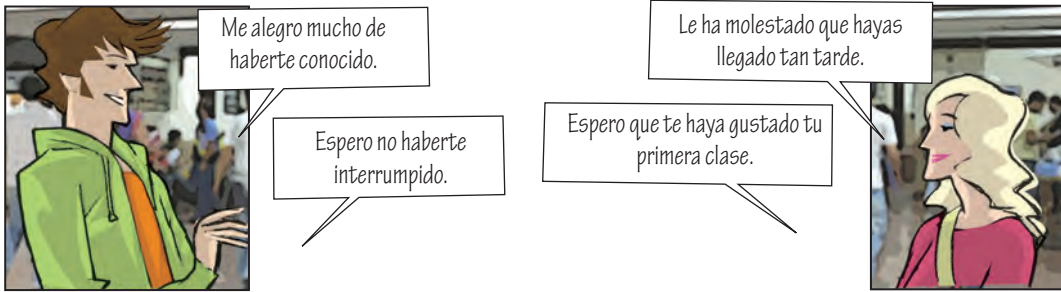 Me alegro mucho de
haberte conocido.
Espero no haberte
interrumpido.
Le ha molestado que hayas
llegado tan tarde.
Espero que te haya gustado tu
primera clase.